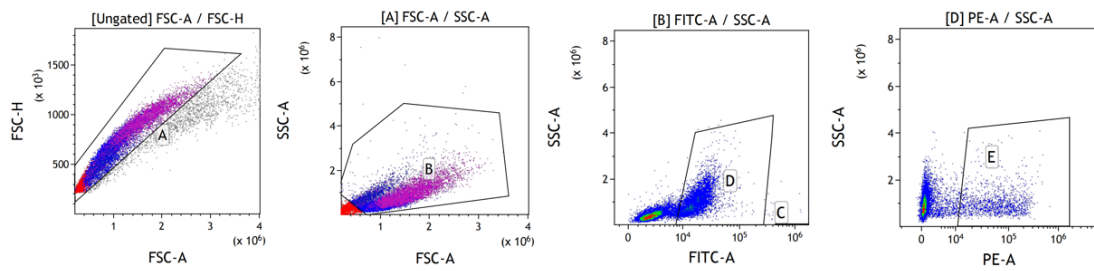 [Ungated] FSC-A / FSC-H
FSC-H
(x 10³)
1500
1000
500
A
1
2
3
4
(x 10⁶)
FSC-A
[A] FSC-A / SSC-A
SSC-A
(x 10⁶)
8
6
4
2
B
1
2
3
4
(x 10⁶)
FSC-A
[B] FITC-A / SSC-A
SSC-A
(x 10⁶)
8
6
4
2
D
C
0
10⁴
10⁵
10⁶
FITC-A
[D] PE-A / SSC-A
SSC-A
(x 10⁶)
8
6
4
2
E
0
10⁴
10⁵
10⁶
PE-A